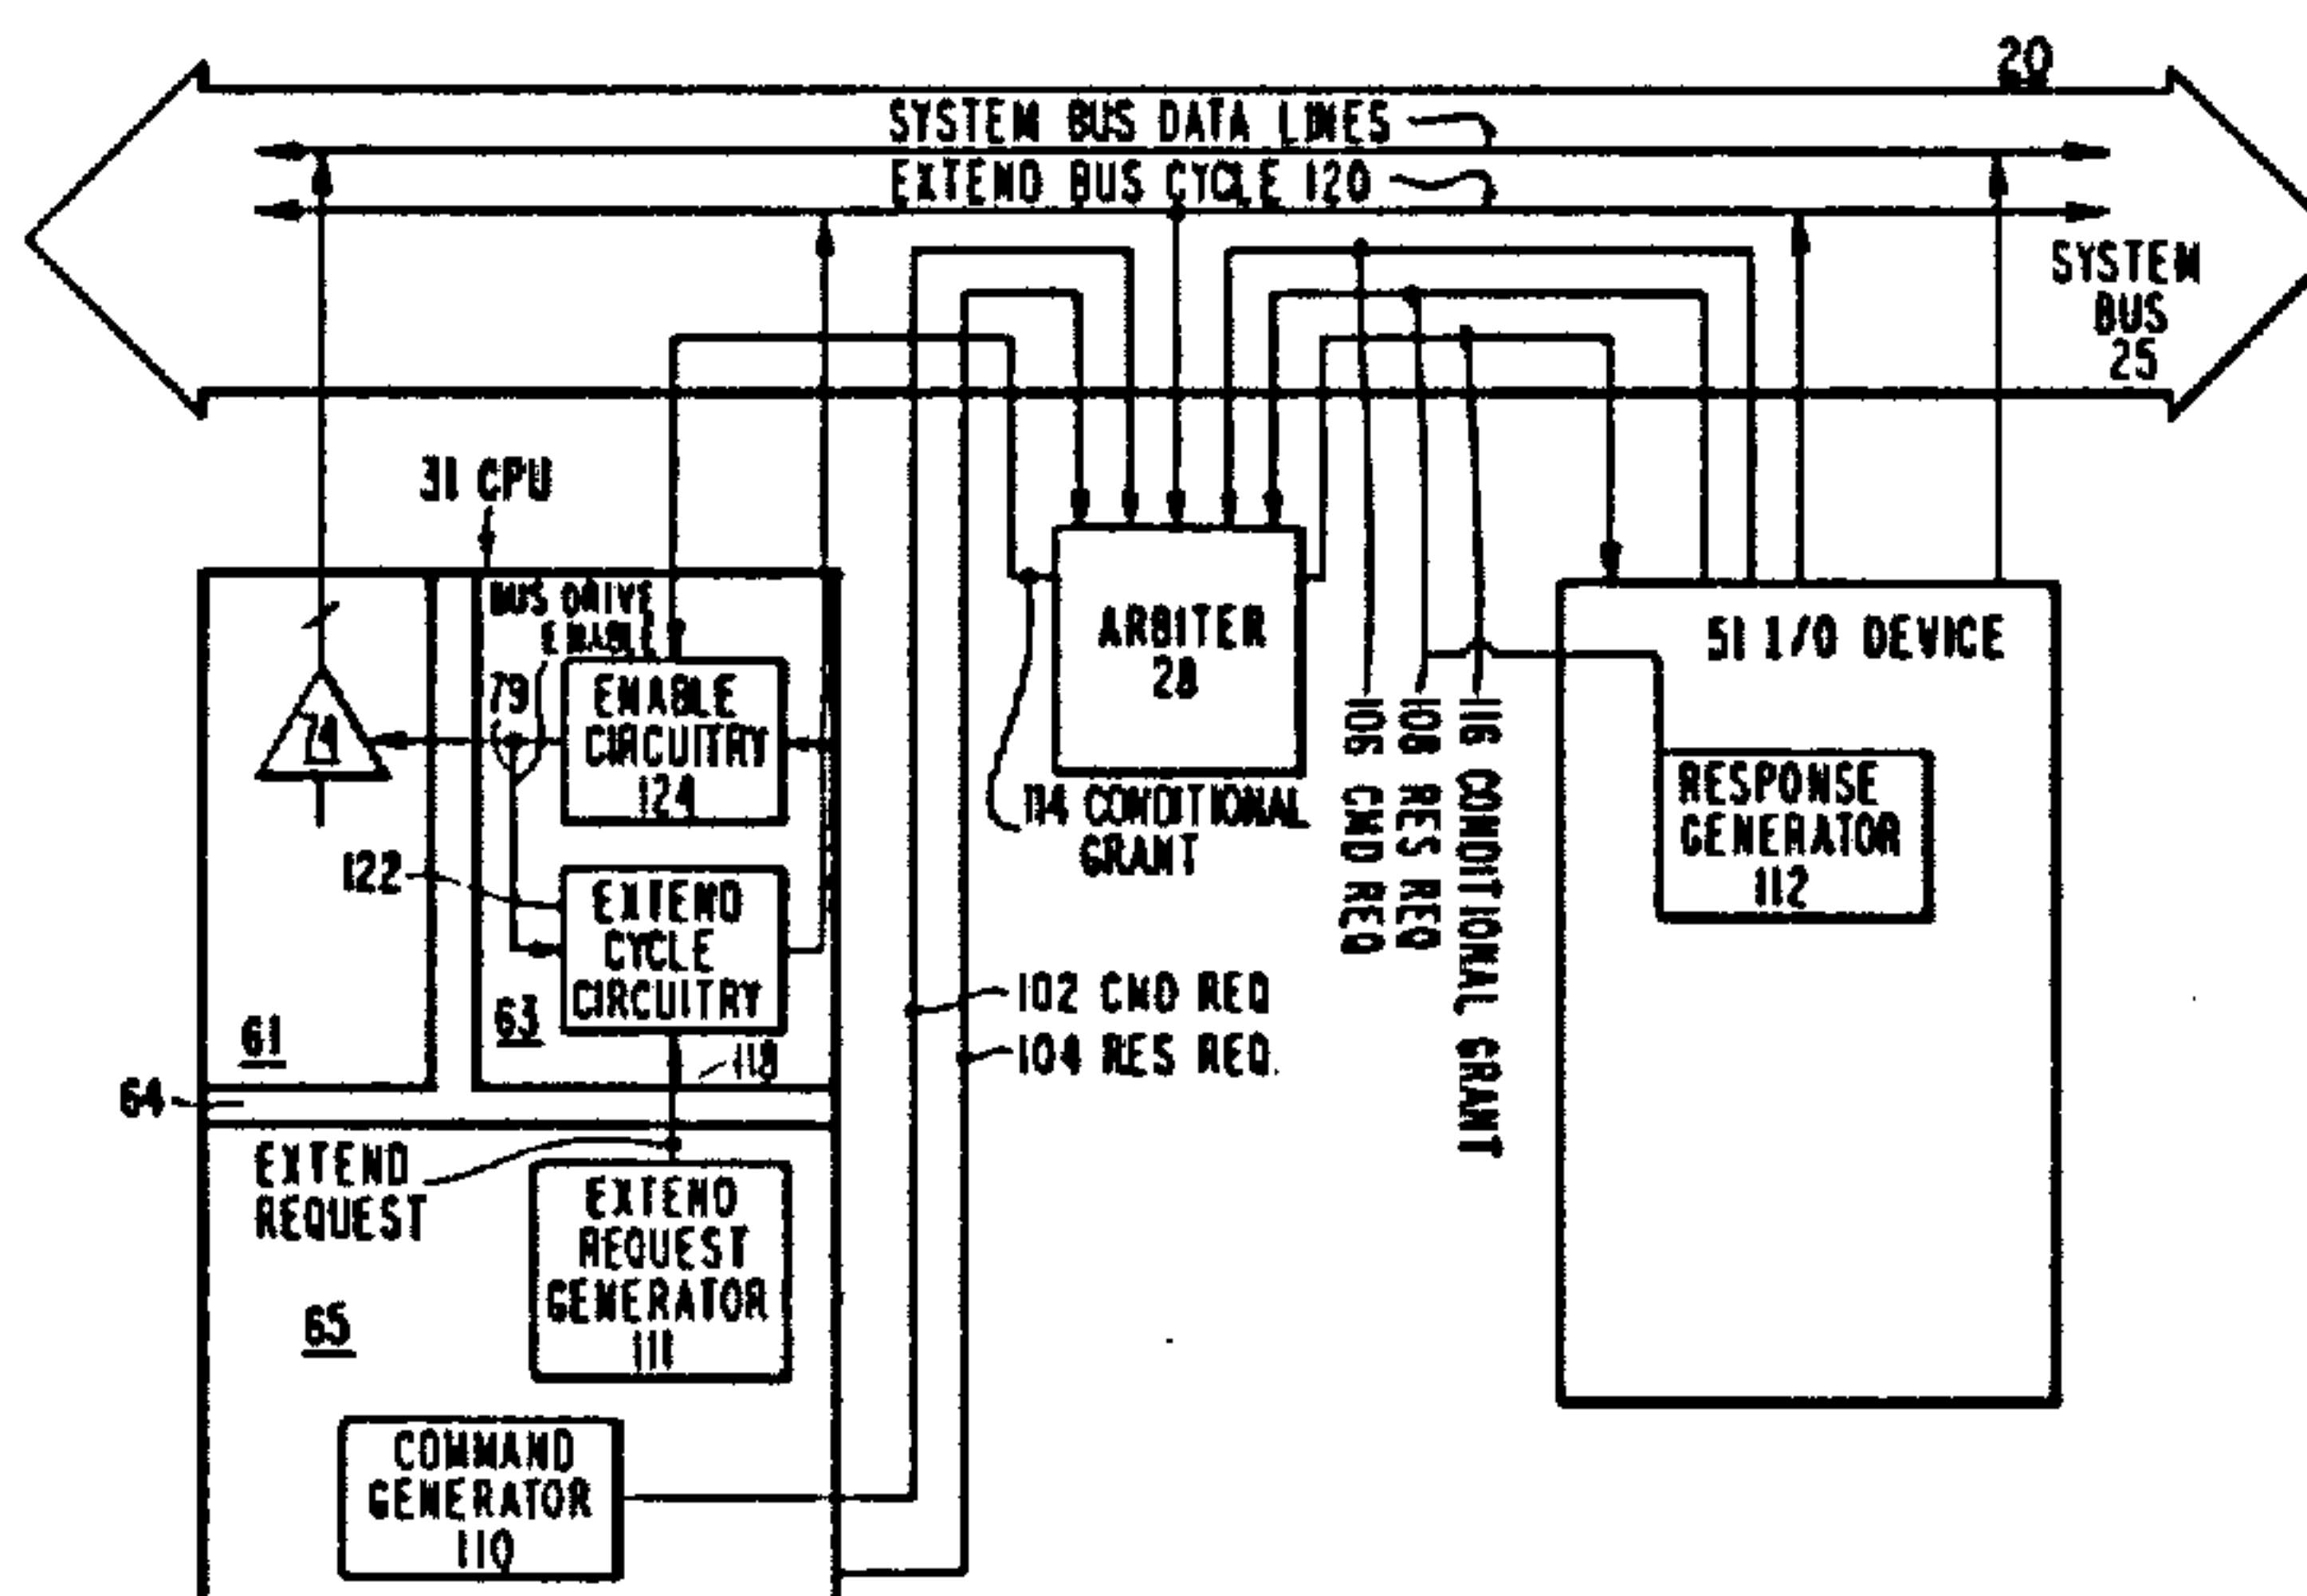 20
SYSTEM BUS DATA LINES
EXTEND BUS CYCLE 120
SYSTEM
BUS
25
31 CPU
BUS DRIVE
ENABLE
79
74
ENABLE
CIRCUITRY
124
122
EXTEND
CYCLE
CIRCUITRY
61
63
118
64
EXTEND
REQUEST
EXTEND
REQUEST
GENERATOR
111
65
COMMAND
GENERATOR
110
ARBITER
28
114 CONDITIONAL
GRANT
102 CMD REQ
104 RES REQ.
106 CMD REQ
108 RES REQ
116 CONDITIONAL GRANT
51 I/O DEVICE
RESPONSE
GENERATOR
112